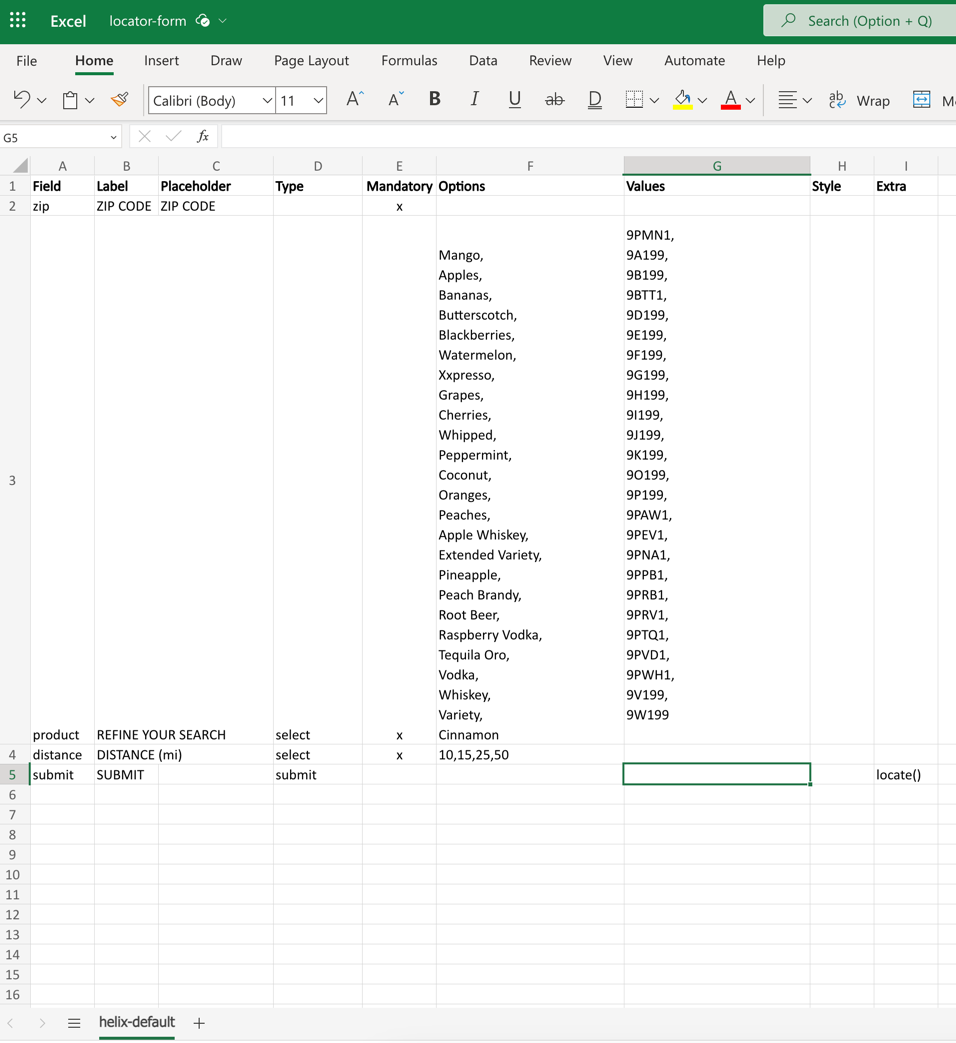 Excel locator-form Search (Option + Q)
File Home Insert Draw Page Layout Formulas Data Review View Automate Help
Calibri (Body) 11 A A B I U ab D A ab Wrap
G5 fx
A B C D E F G H I
1 Field Label Placeholder Type Mandatory Options Values Style Extra
2 zip ZIP CODE ZIP CODE x
9PMN1,
Mango, 9A199,
Apples, 9B199,
Bananas, 9BTT1,
Butterscotch, 9D199,
Blackberries, 9E199,
Watermelon, 9F199,
Xxpresso, 9G199,
Grapes, 9H199,
Cherries, 9I199,
Whipped, 9J199,
Peppermint, 9K199,
3 Coconut, 9O199,
Oranges, 9P199,
Peaches, 9PAW1,
Apple Whiskey, 9PEV1,
Extended Variety, 9PNA1,
Pineapple, 9PPB1,
Peach Brandy, 9PRB1,
Root Beer, 9PRV1,
Raspberry Vodka, 9PTQ1,
Tequila Oro, 9PVD1,
Vodka, 9PWH1,
Whiskey, 9V199,
Variety, 9W199
product REFINE YOUR SEARCH select x Cinnamon
4 distance DISTANCE (mi) select x 10,15,25,50
5 submit SUBMIT submit locate()
6
7
8
9
10
11
12
13
14
15
16
helix-default